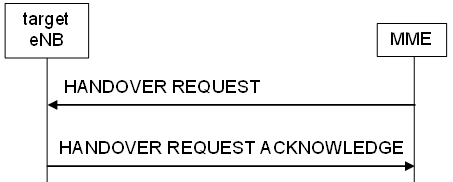 target
eNB
MME
HANDOVER REQUEST
HANDOVER REQUEST ACKNOWLEDGE